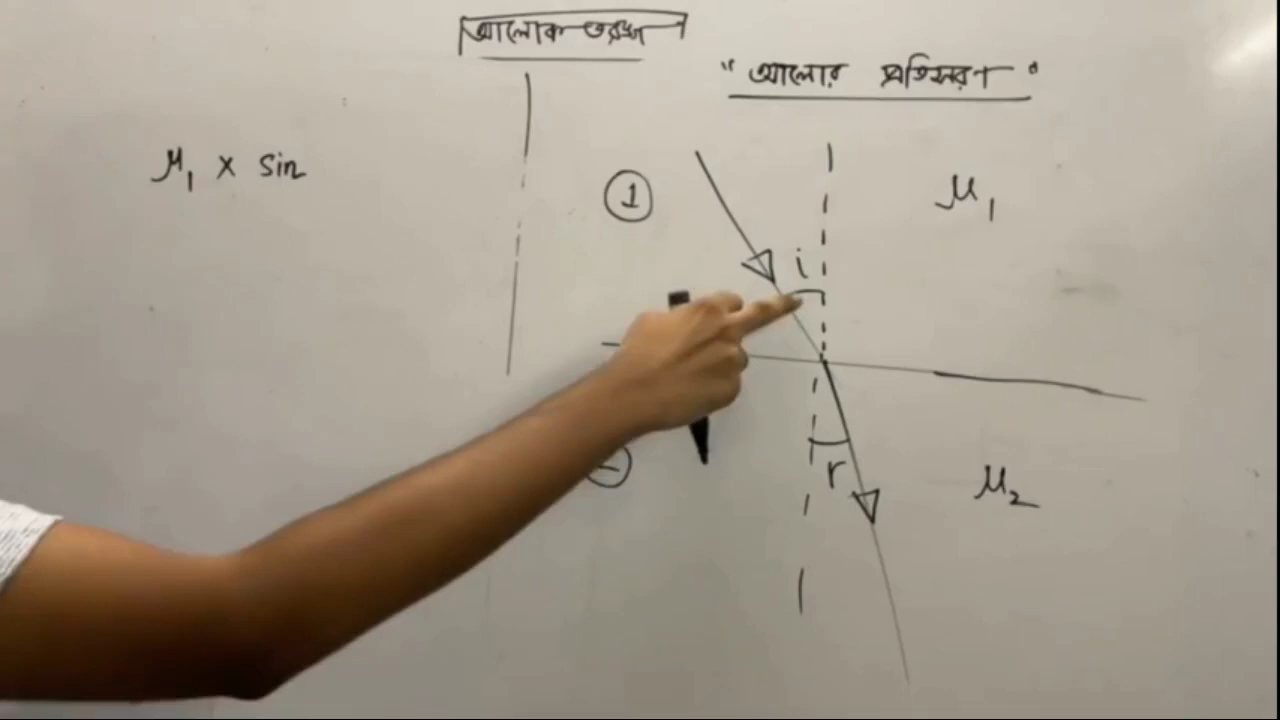 আলোক তরঙ্গ
"আলোর প্রতিসরণ"
μ₁ × sin
①
μ₁
i
r
μ₂